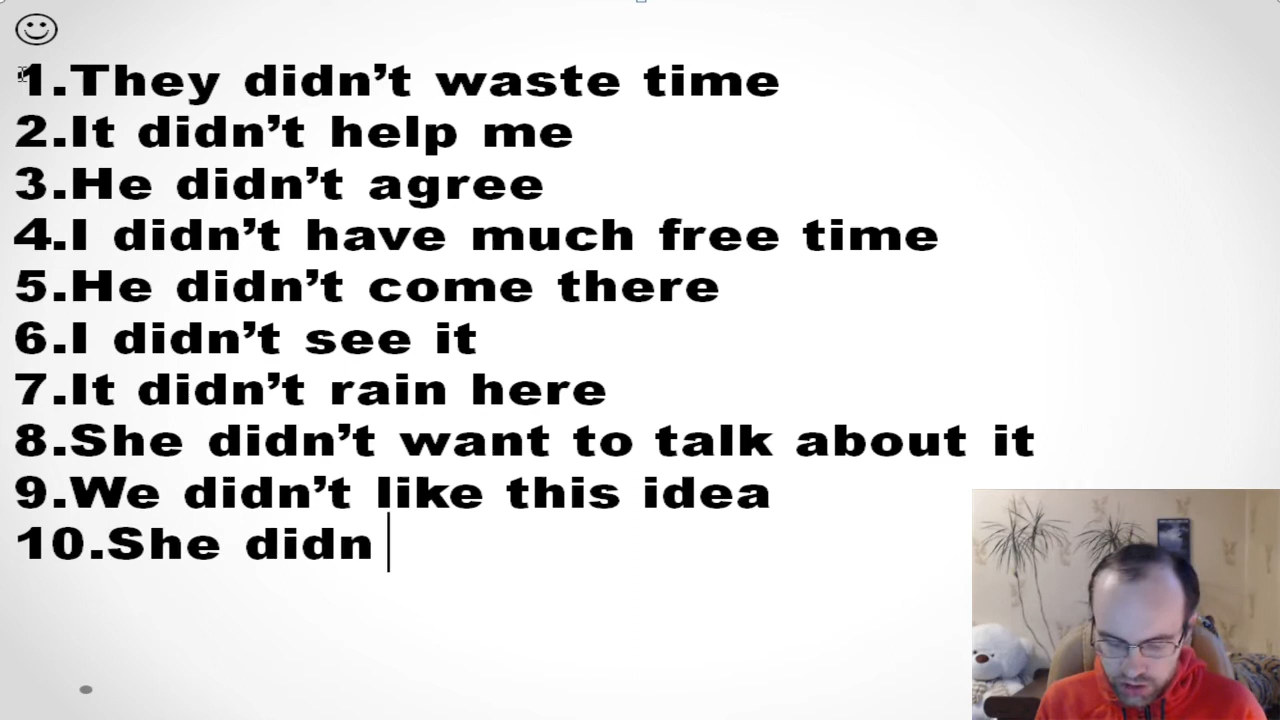 1.They didn’t waste time
2.It didn’t help me
3.He didn’t agree
4.I didn’t have much free time
5.He didn’t come there
6.I didn’t see it
7.It didn’t rain here
8.She didn’t want to talk about it
9.We didn’t like this idea
10.She didn